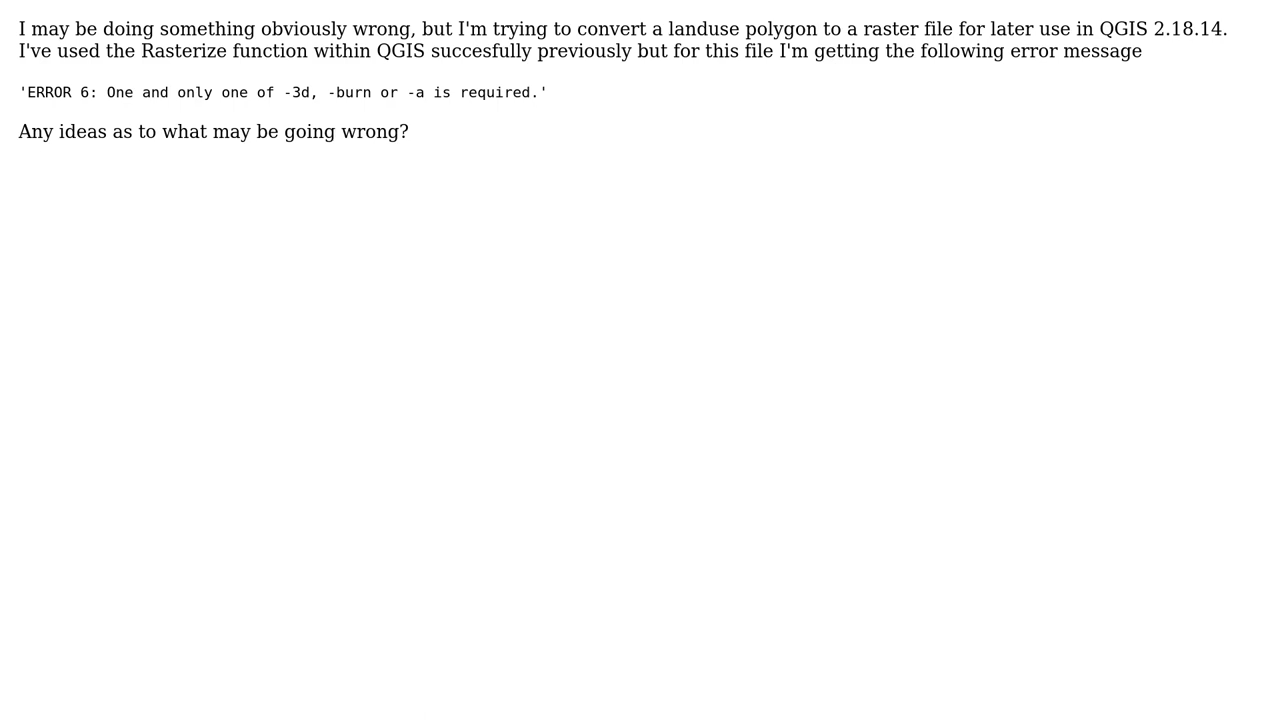 I may be doing something obviously wrong, but I'm trying to convert a landuse polygon to a raster file for later use in QGIS 2.18.14.
I've used the Rasterize function within QGIS succesfully previously but for this file I'm getting the following error message
'ERROR 6: One and only one of -3d, -burn or -a is required.'
Any ideas as to what may be going wrong?